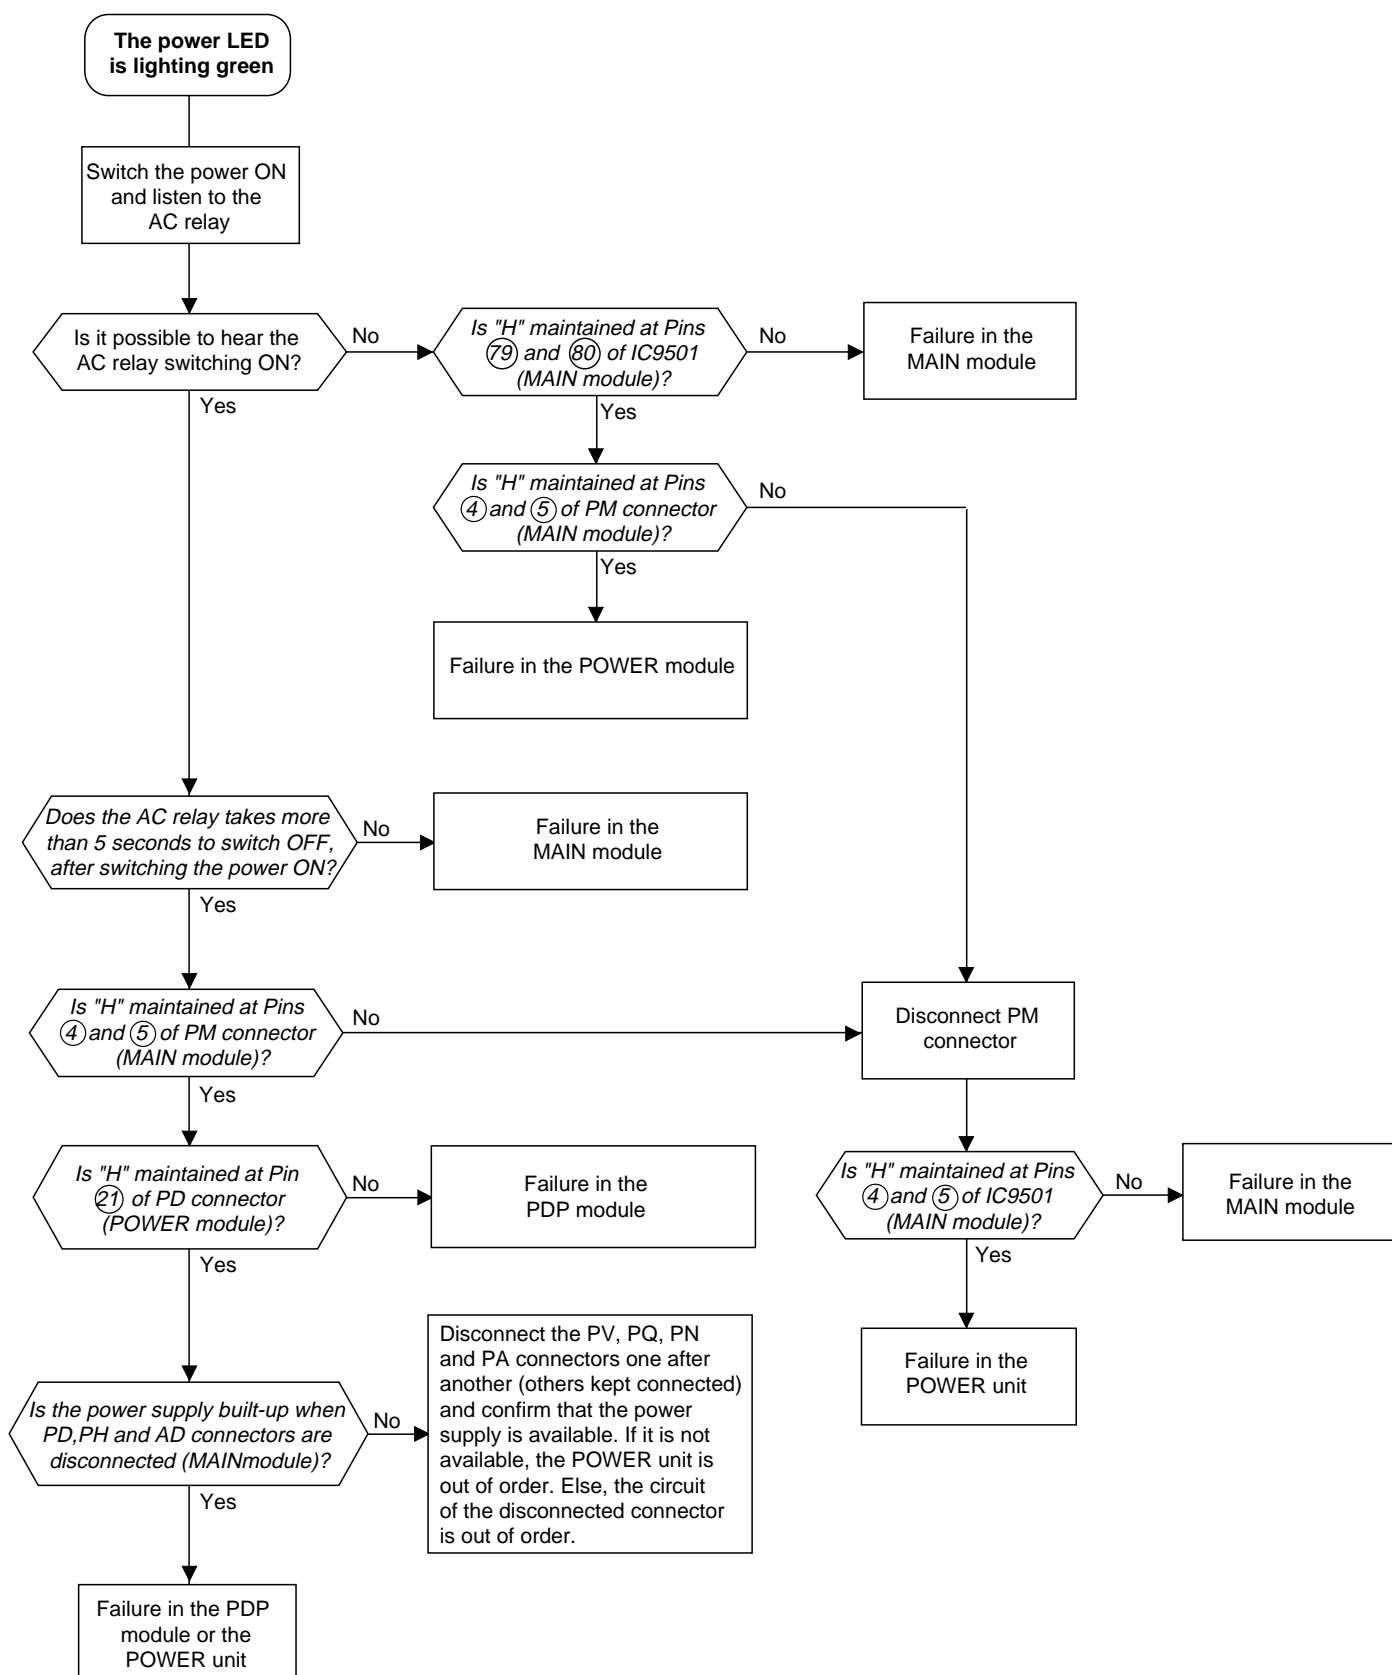 The power LED
is lighting green
Switch the power ON
and listen to the
AC relay
Is it possible to hear the
AC relay switching ON?
No
Yes
Is "H" maintained at Pins
79 and 80 of IC9501
(MAIN module)?
No
Yes
Failure in the
MAIN module
Is "H" maintained at Pins
4 and 5 of PM connector
(MAIN module)?
No
Yes
Failure in the POWER module
Does the AC relay takes more
than 5 seconds to switch OFF,
after switching the power ON?
No
Yes
Failure in the
MAIN module
Is "H" maintained at Pins
4 and 5 of PM connector
(MAIN module)?
No
Yes
Disconnect PM
connector
Is "H" maintained at Pin
21 of PD connector
(POWER module)?
No
Yes
Failure in the
PDP module
Is "H" maintained at Pins
4 and 5 of IC9501
(MAIN module)?
No
Yes
Failure in the
MAIN module
Failure in the
POWER unit
Is the power supply built-up when
PD,PH and AD connectors are
disconnected (MAINmodule)?
No
Yes
Disconnect the PV, PQ, PN
and PA connectors one after
another (others kept connected)
and confirm that the power
supply is available. If it is not
available, the POWER unit is
out of order. Else, the circuit
of the disconnected connector
is out of order.
Failure in the PDP
module or the
POWER unit